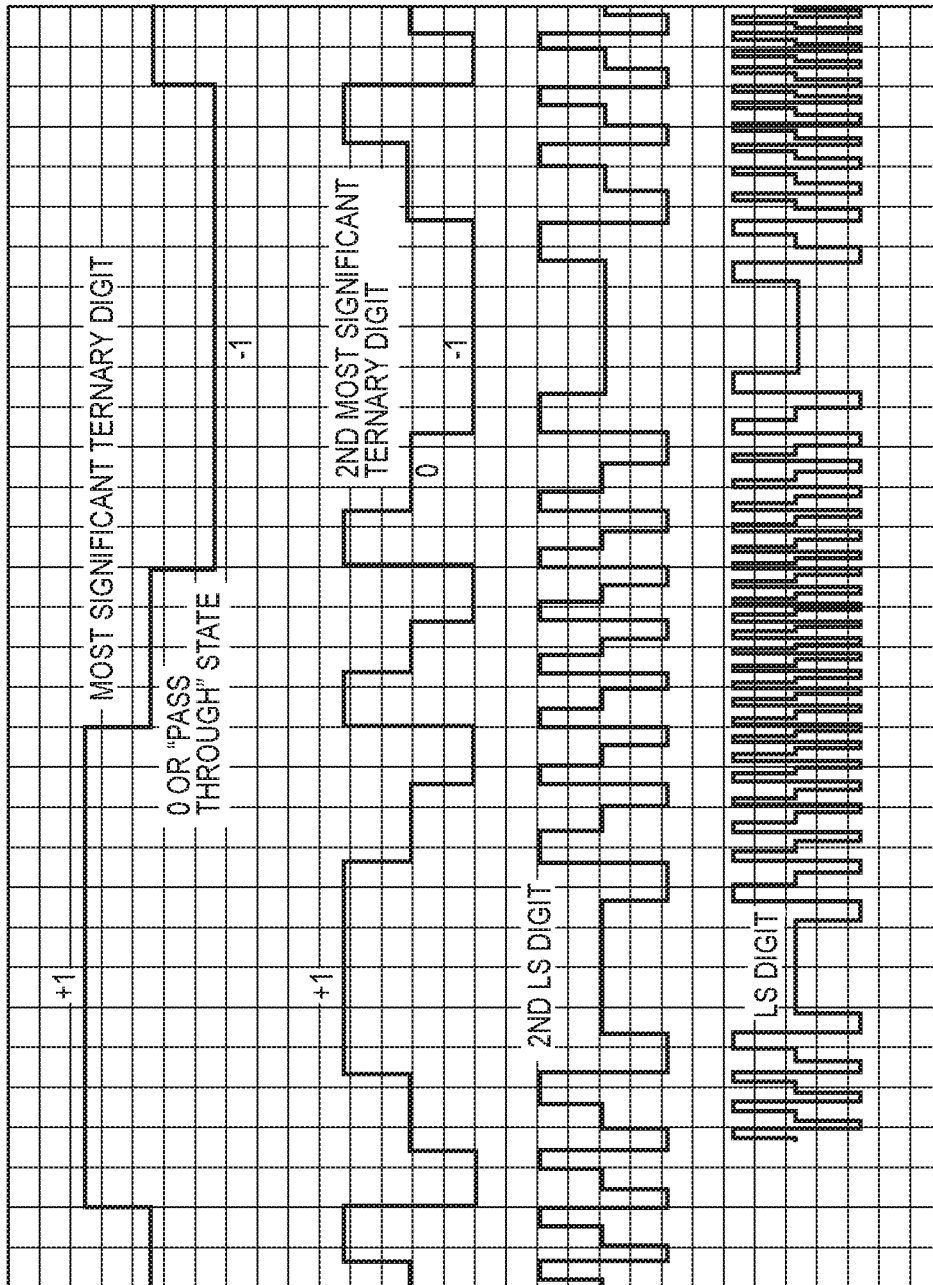 +1
MOST SIGNIFICANT TERNARY DIGIT
0 OR "PASS
THROUGH" STATE
-1
+1
2ND MOST SIGNIFICANT
TERNARY DIGIT
0
-1
2ND LS DIGIT
LS DIGIT